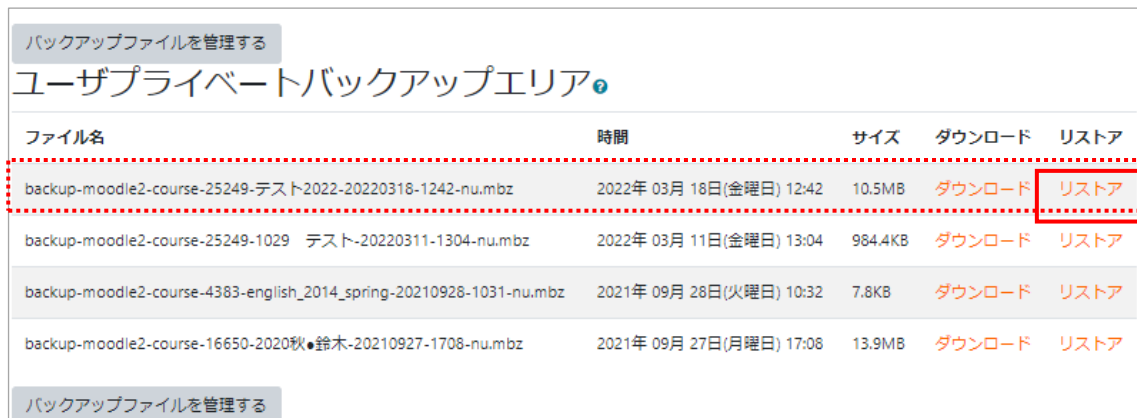 バックアップファイルを管理する
ユーザプライベートバックアップエリア
ファイル名 時間 サイズ ダウンロード リストア
backup-moodle2-course-25249-テスト2022-20220318-1242-nu.mbz 2022年 03月 18日(金曜日) 12:42 10.5MB ダウンロード リストア
backup-moodle2-course-25249-1029　テスト-20220311-1304-nu.mbz 2022年 03月 11日(金曜日) 13:04 984.4KB ダウンロード リストア
backup-moodle2-course-4383-english_2014_spring-20210928-1031-nu.mbz 2021年 09月 28日(火曜日) 10:32 7.8KB ダウンロード リストア
backup-moodle2-course-16650-2020秋●鈴木-20210927-1708-nu.mbz 2021年 09月 27日(月曜日) 17:08 13.9MB ダウンロード リストア
バックアップファイルを管理する